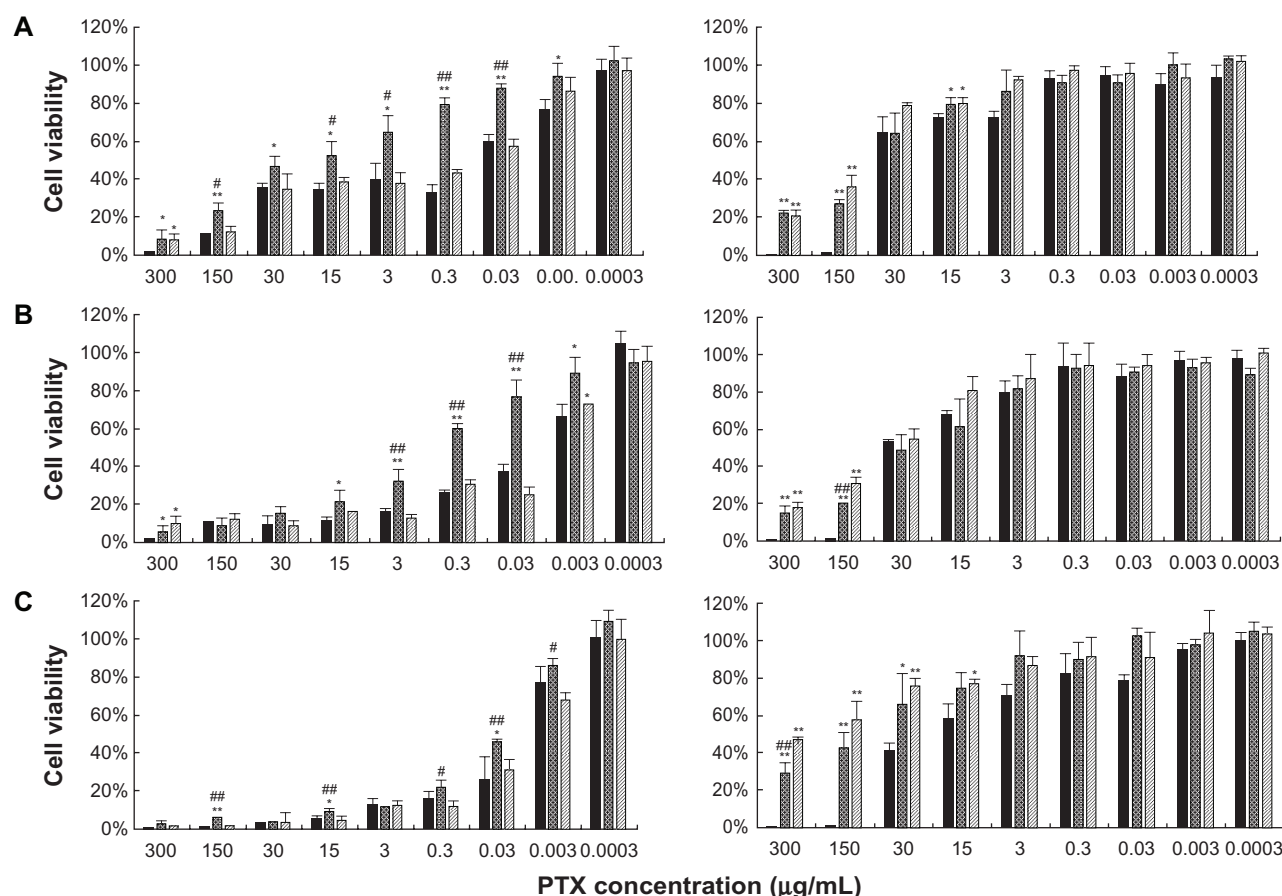 A
Cell viability
120%
100%
80%
60%
40%
20%
0%
* * # ** * # * # * ## ** ## ** *
300 150 30 15 3 0.3 0.03 0.00. 0.0003
120%
100%
80%
60%
40%
20%
0%
** ** ** ** * *
300 150 30 15 3 0.3 0.03 0.003 0.0003
B
Cell viability
120%
100%
80%
60%
40%
20%
0%
* * * ## ** ## ** ## ** * *
300 150 30 15 3 0.3 0.03 0.003 0.0003
120%
100%
80%
60%
40%
20%
0%
** ** ## ** **
300 150 30 15 3 0.3 0.03 0.003 0.0003
C
Cell viability
120%
100%
80%
60%
40%
20%
0%
## ** ## * # ## * #
300 150 30 15 3 0.3 0.03 0.003 0.0003
120%
100%
80%
60%
40%
20%
0%
## ** ** ** ** * ** *
300 150 30 15 3 0.3 0.03 0.003 0.0003
PTX concentration (µg/mL)